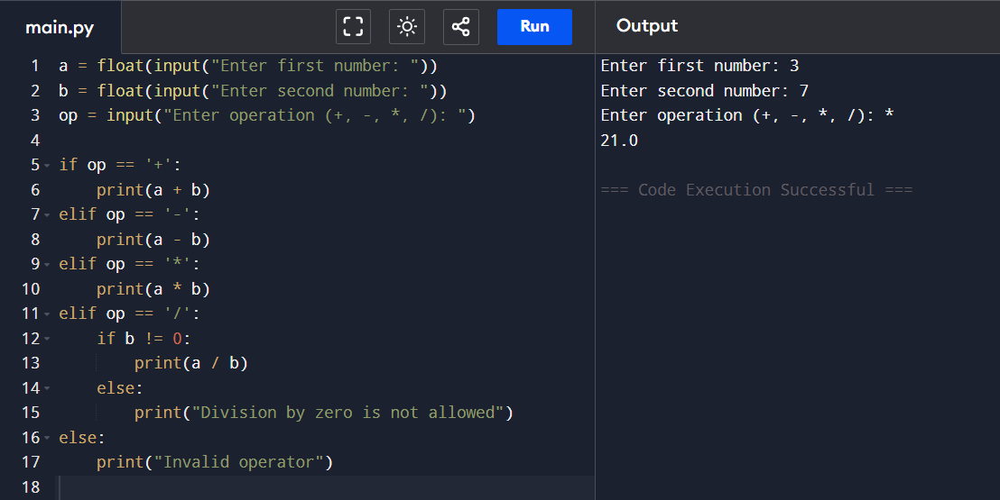 main.py
Run
Output
1 a = float(input("Enter first number: "))
2 b = float(input("Enter second number: "))
3 op = input("Enter operation (+, -, *, /): ")
4
5 if op == '+':
6     print(a + b)
7 elif op == '-':
8     print(a - b)
9 elif op == '*':
10     print(a * b)
11 elif op == '/':
12     if b != 0:
13         print(a / b)
14     else:
15         print("Division by zero is not allowed")
16 else:
17     print("Invalid operator")
18
Enter first number: 3
Enter second number: 7
Enter operation (+, -, *, /): *
21.0
=== Code Execution Successful ===